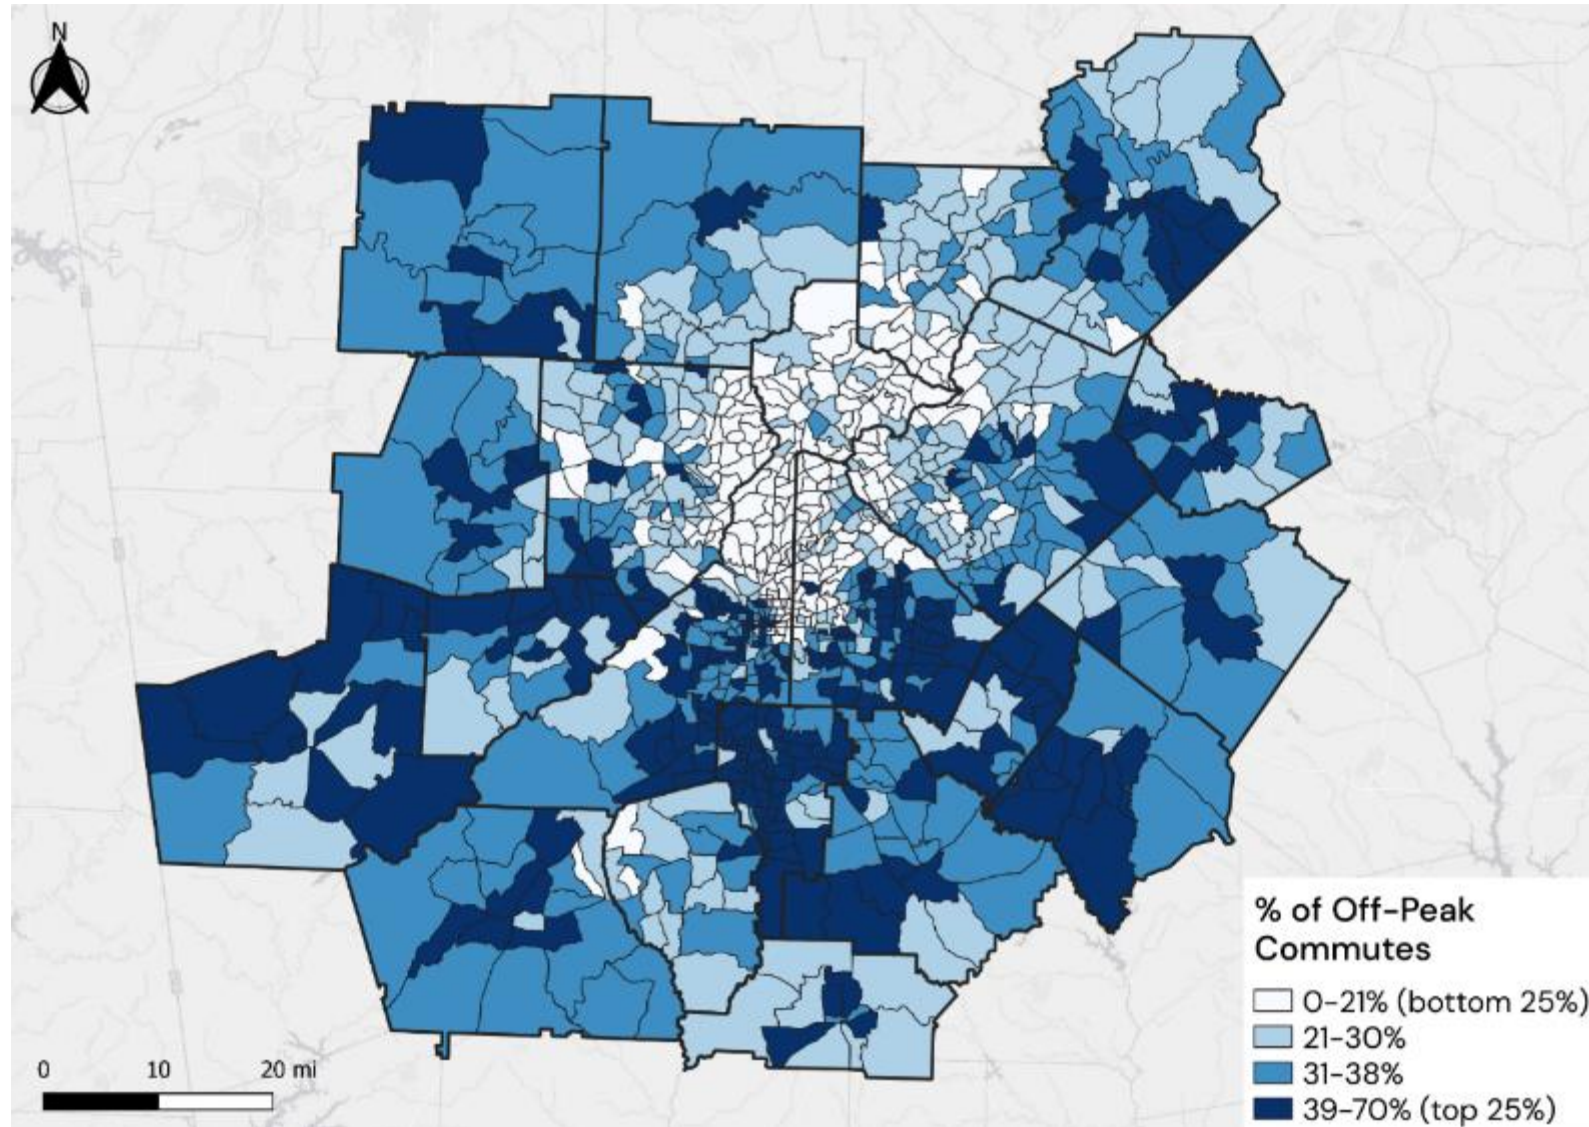 N
% of Off-Peak
Commutes
0-21% (bottom 25%)
21-30%
31-38%
39-70% (top 25%)
0 10 20 mi